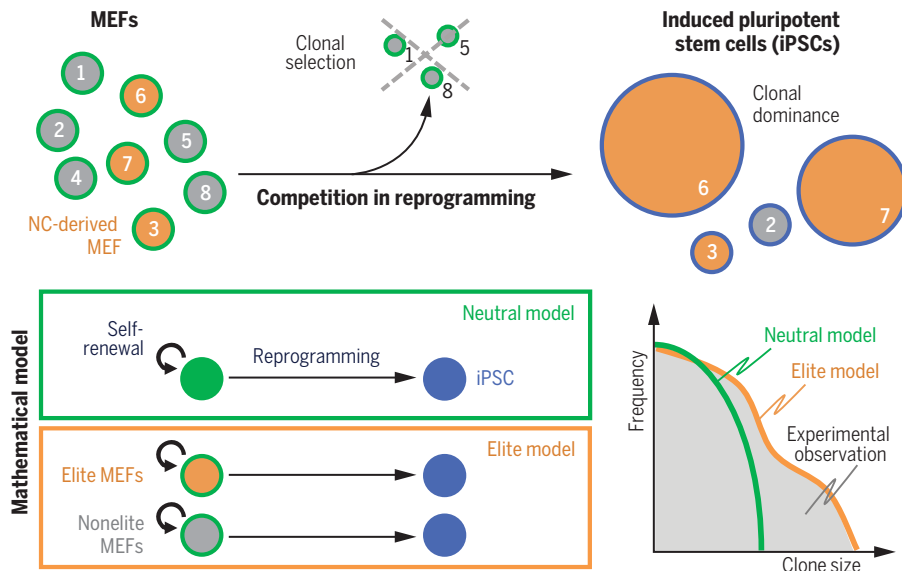 MEFs
1
2
6
5
7
4
8
3
NC-derived
MEF
Clonal
selection
1
5
8
Competition in reprogramming
Induced pluripotent
stem cells (iPSCs)
Clonal
dominance
6
7
2
3
Mathematical model
Neutral model
Self-
renewal
Reprogramming
iPSC
Elite model
Elite MEFs
Nonelite
MEFs
Frequency
Neutral model
Elite model
Experimental
observation
Clone size